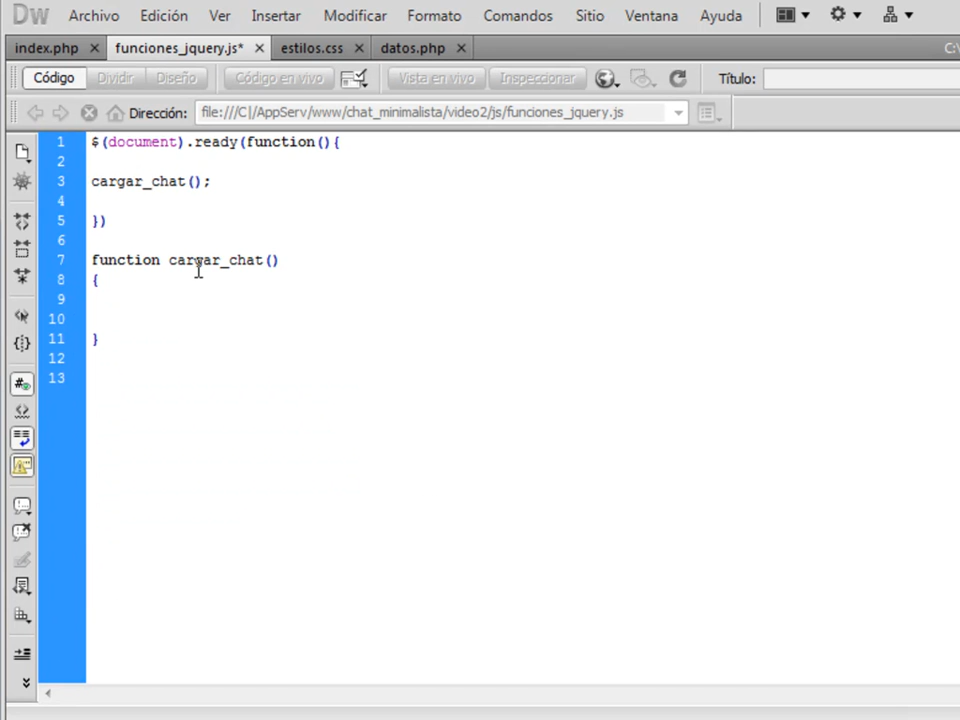 Dw Archivo Edición Ver Insertar Modificar Formato Comandos Sitio Ventana Ayuda
index.php funciones_jquery.js* estilos.css datos.php C:\
Código Dividir Diseño Código en vivo Vista en vivo Inspeccionar Título:
Dirección: file:///C|/AppServ/www/chat_minimalista/video2/js/funciones_jquery.js
1 $(document).ready(function(){
2
3 cargar_chat();
4
5 })
6
7 function cargar_chat()
8 {
9
10
11 }
12
13